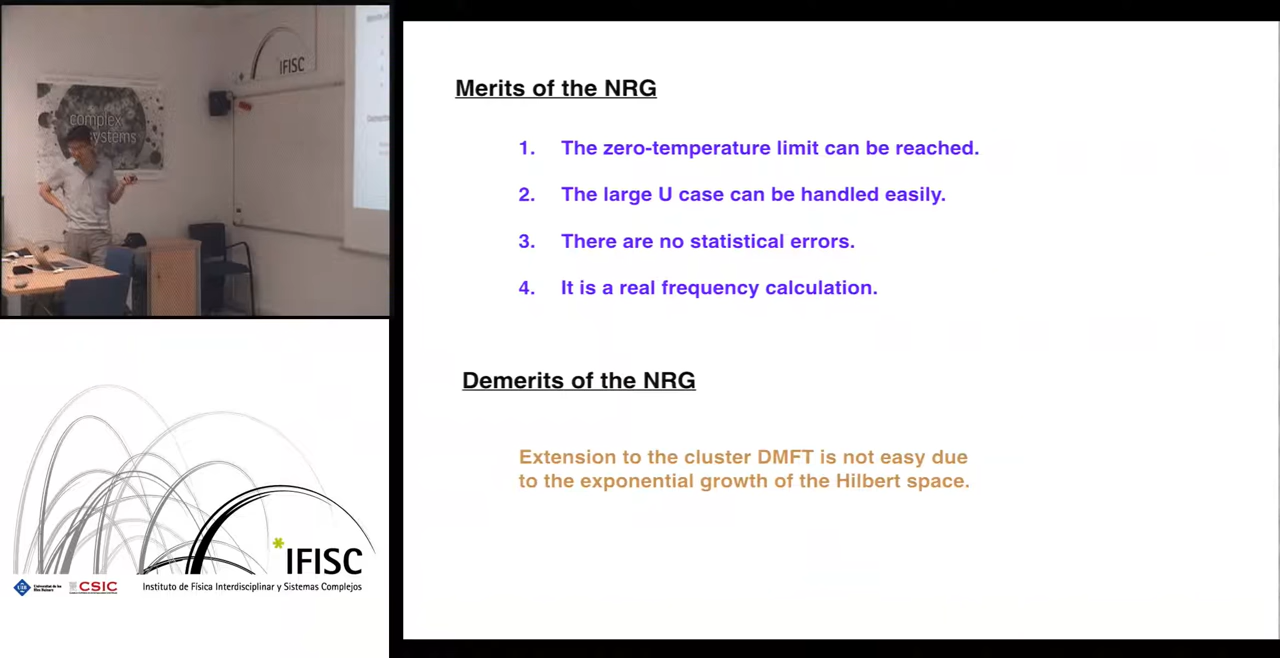 IFISC
complex
systems
Merits of the NRG
1. The zero-temperature limit can be reached.
2. The large U case can be handled easily.
3. There are no statistical errors.
4. It is a real frequency calculation.
Demerits of the NRG
Extension to the cluster DMFT is not easy due
to the exponential growth of the Hilbert space.
IFISC
CSIC
Instituto de Física Interdisciplinar y Sistemas Complejos